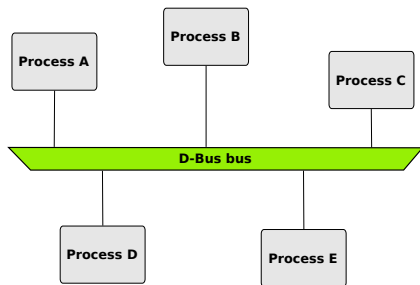 Process B
Process A
Process C
D-Bus bus
Process D
Process E